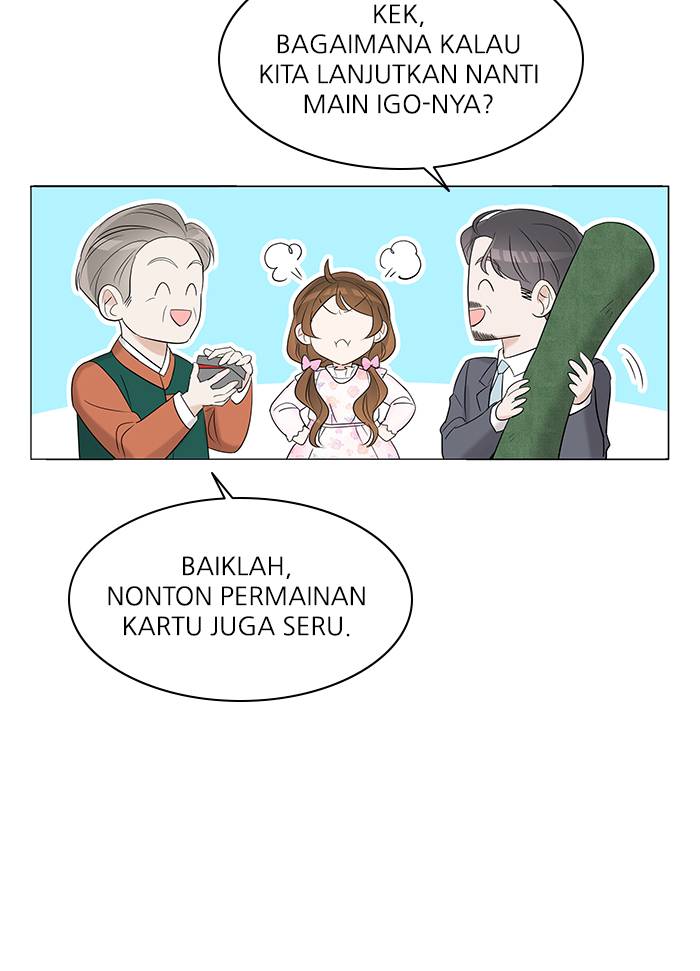 KEK,
BAGAIMANA KALAU
KITA LANJUTKAN NANTI
MAIN IGO-NYA?
BAIKLAH,
NONTON PERMAINAN
KARTU JUGA SERU.